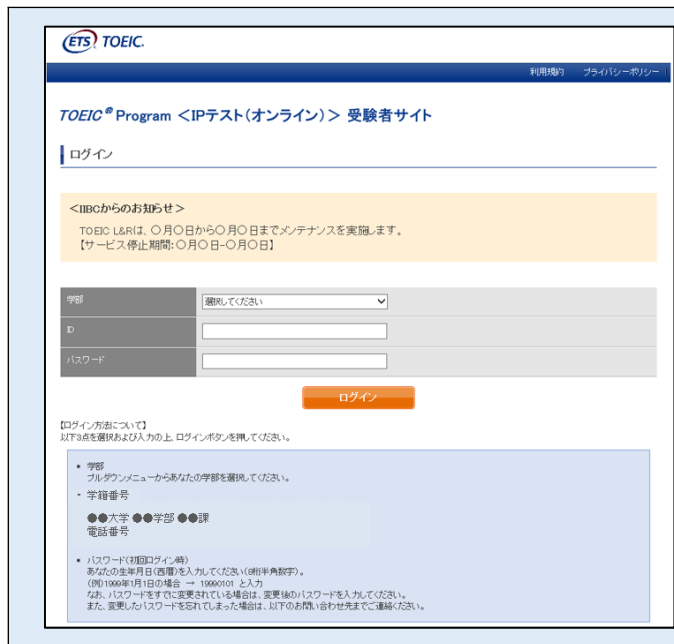 ETS TOEIC.
利用規約 プライバシーポリシー
TOEIC® Program <IPテスト(オンライン)> 受験者サイト
ログイン
<IIBCからのお知らせ>
TOEIC L&Rは、〇月〇日から〇月〇日までメンテナンスを実施します。
【サービス停止期間:〇月〇日-〇月〇日】
学部 選択してください
ID
パスワード
ログイン
【ログイン方法について】
以下3点を選択および入力の上、ログインボタンを押してください。
▪ 学部
プルダウンメニューからあなたの学部を選択してください。
・ 学籍番号
●●大学 ●●学部 ●●課
電話番号
▪ パスワード(初回ログイン時)
あなたの生年月日(西暦)を入力してください(8桁半角数字)。
(例)1999年1月1日の場合 → 19990101 と入力
なお、パスワードをすでに変更されている場合は、変更後のパスワードを入力してください。
また、変更したパスワードを忘れてしまった場合は、以下のお問い合わせ先までご連絡ください。